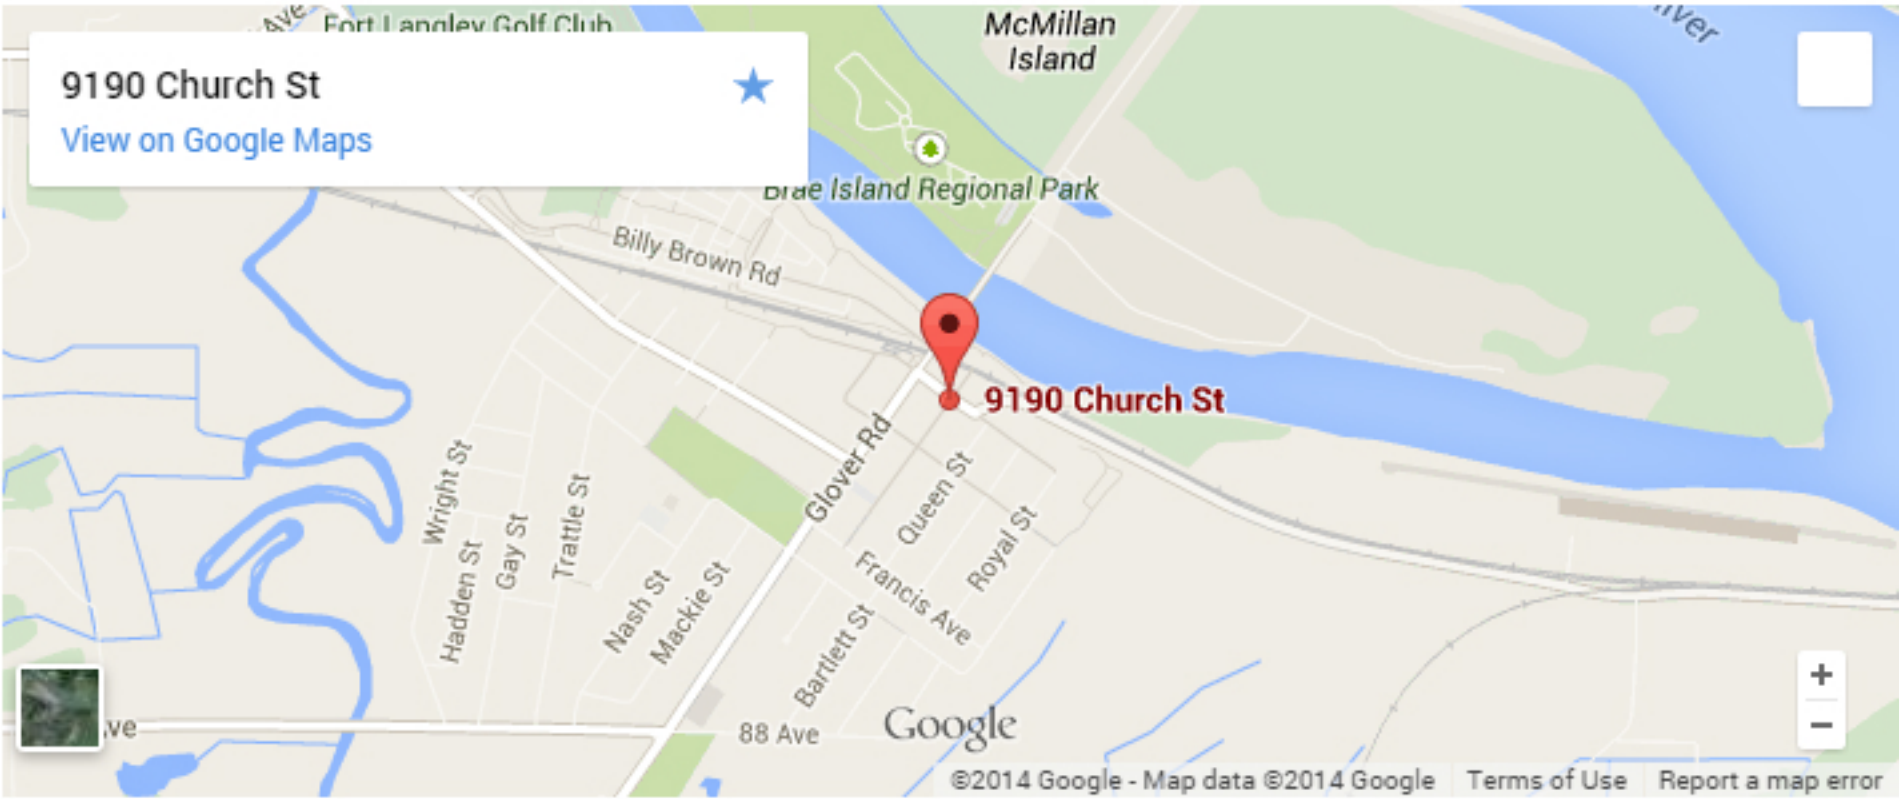 Fort Langley Golf Club
Ave
McMillan
Island
9190 Church St
View on Google Maps
Brae Island Regional Park
Billy Brown Rd
9190 Church St
Glover Rd
Wright St
Hadden St
Gay St
Trattle St
Nash St
Mackie St
Queen St
Royal St
Francis Ave
Bartlett St
88 Ave
Google
+
−
©2014 Google - Map data ©2014 Google
Terms of Use
Report a map error